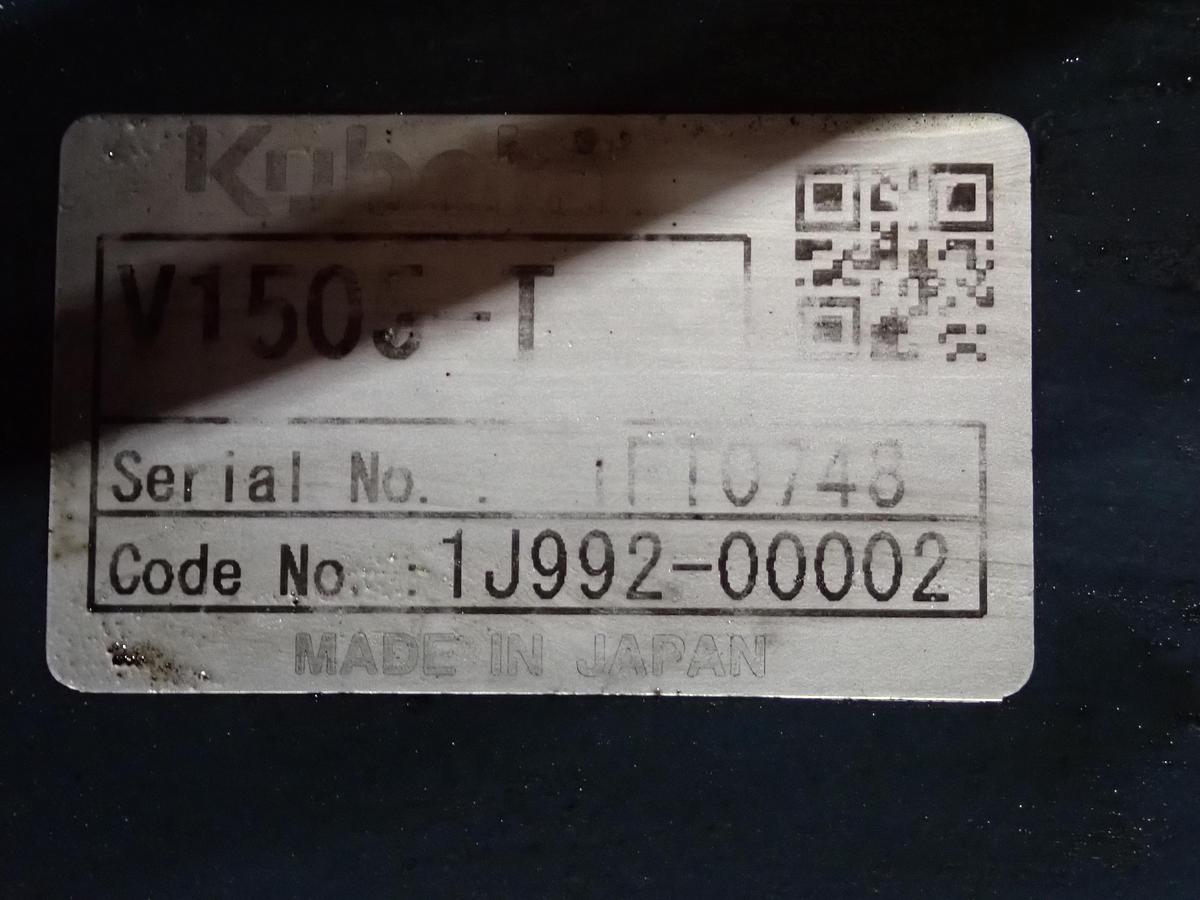 Kubota
V1505-T
Serial No. :
Code No. : 1J992-00002
MADE IN JAPAN